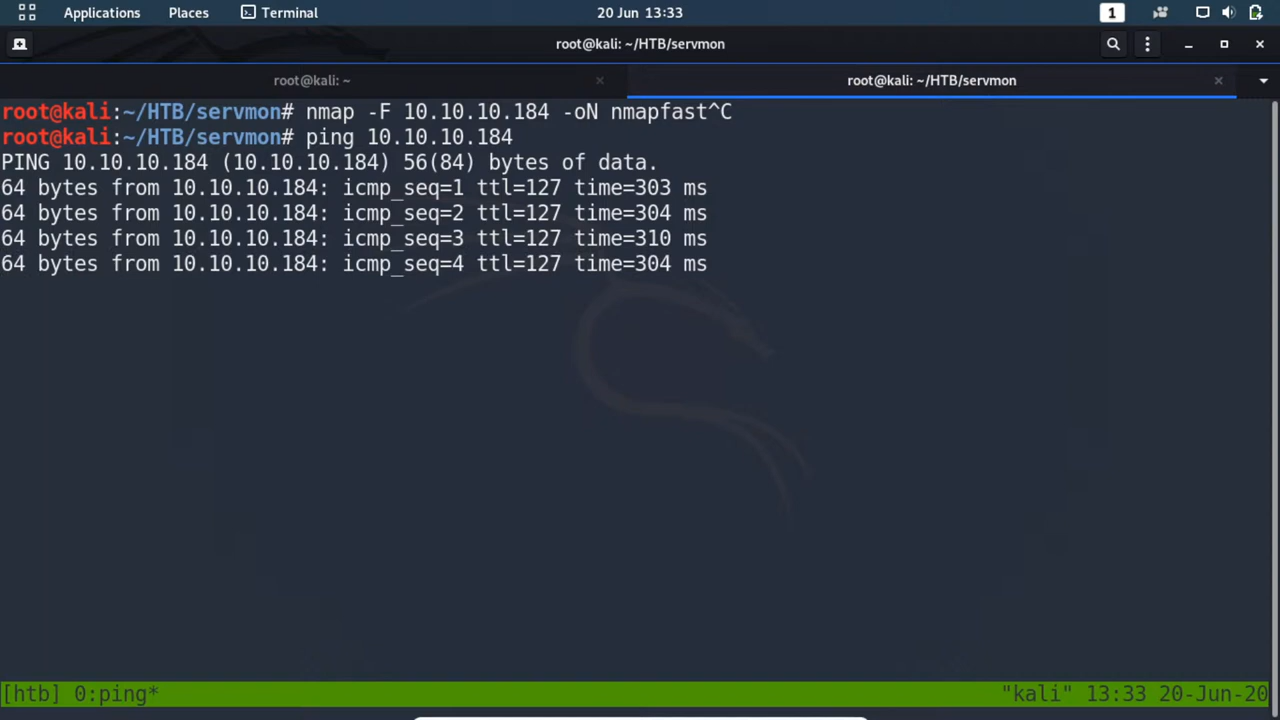 Applications Places Terminal 20 Jun 13:33 1
root@kali: ~/HTB/servmon
root@kali: ~ × root@kali: ~/HTB/servmon ×
root@kali:~/HTB/servmon# nmap -F 10.10.10.184 -oN nmapfast^C
root@kali:~/HTB/servmon# ping 10.10.10.184
PING 10.10.10.184 (10.10.10.184) 56(84) bytes of data.
64 bytes from 10.10.10.184: icmp_seq=1 ttl=127 time=303 ms
64 bytes from 10.10.10.184: icmp_seq=2 ttl=127 time=304 ms
64 bytes from 10.10.10.184: icmp_seq=3 ttl=127 time=310 ms
64 bytes from 10.10.10.184: icmp_seq=4 ttl=127 time=304 ms
[htb] 0:ping* "kali" 13:33 20-Jun-20